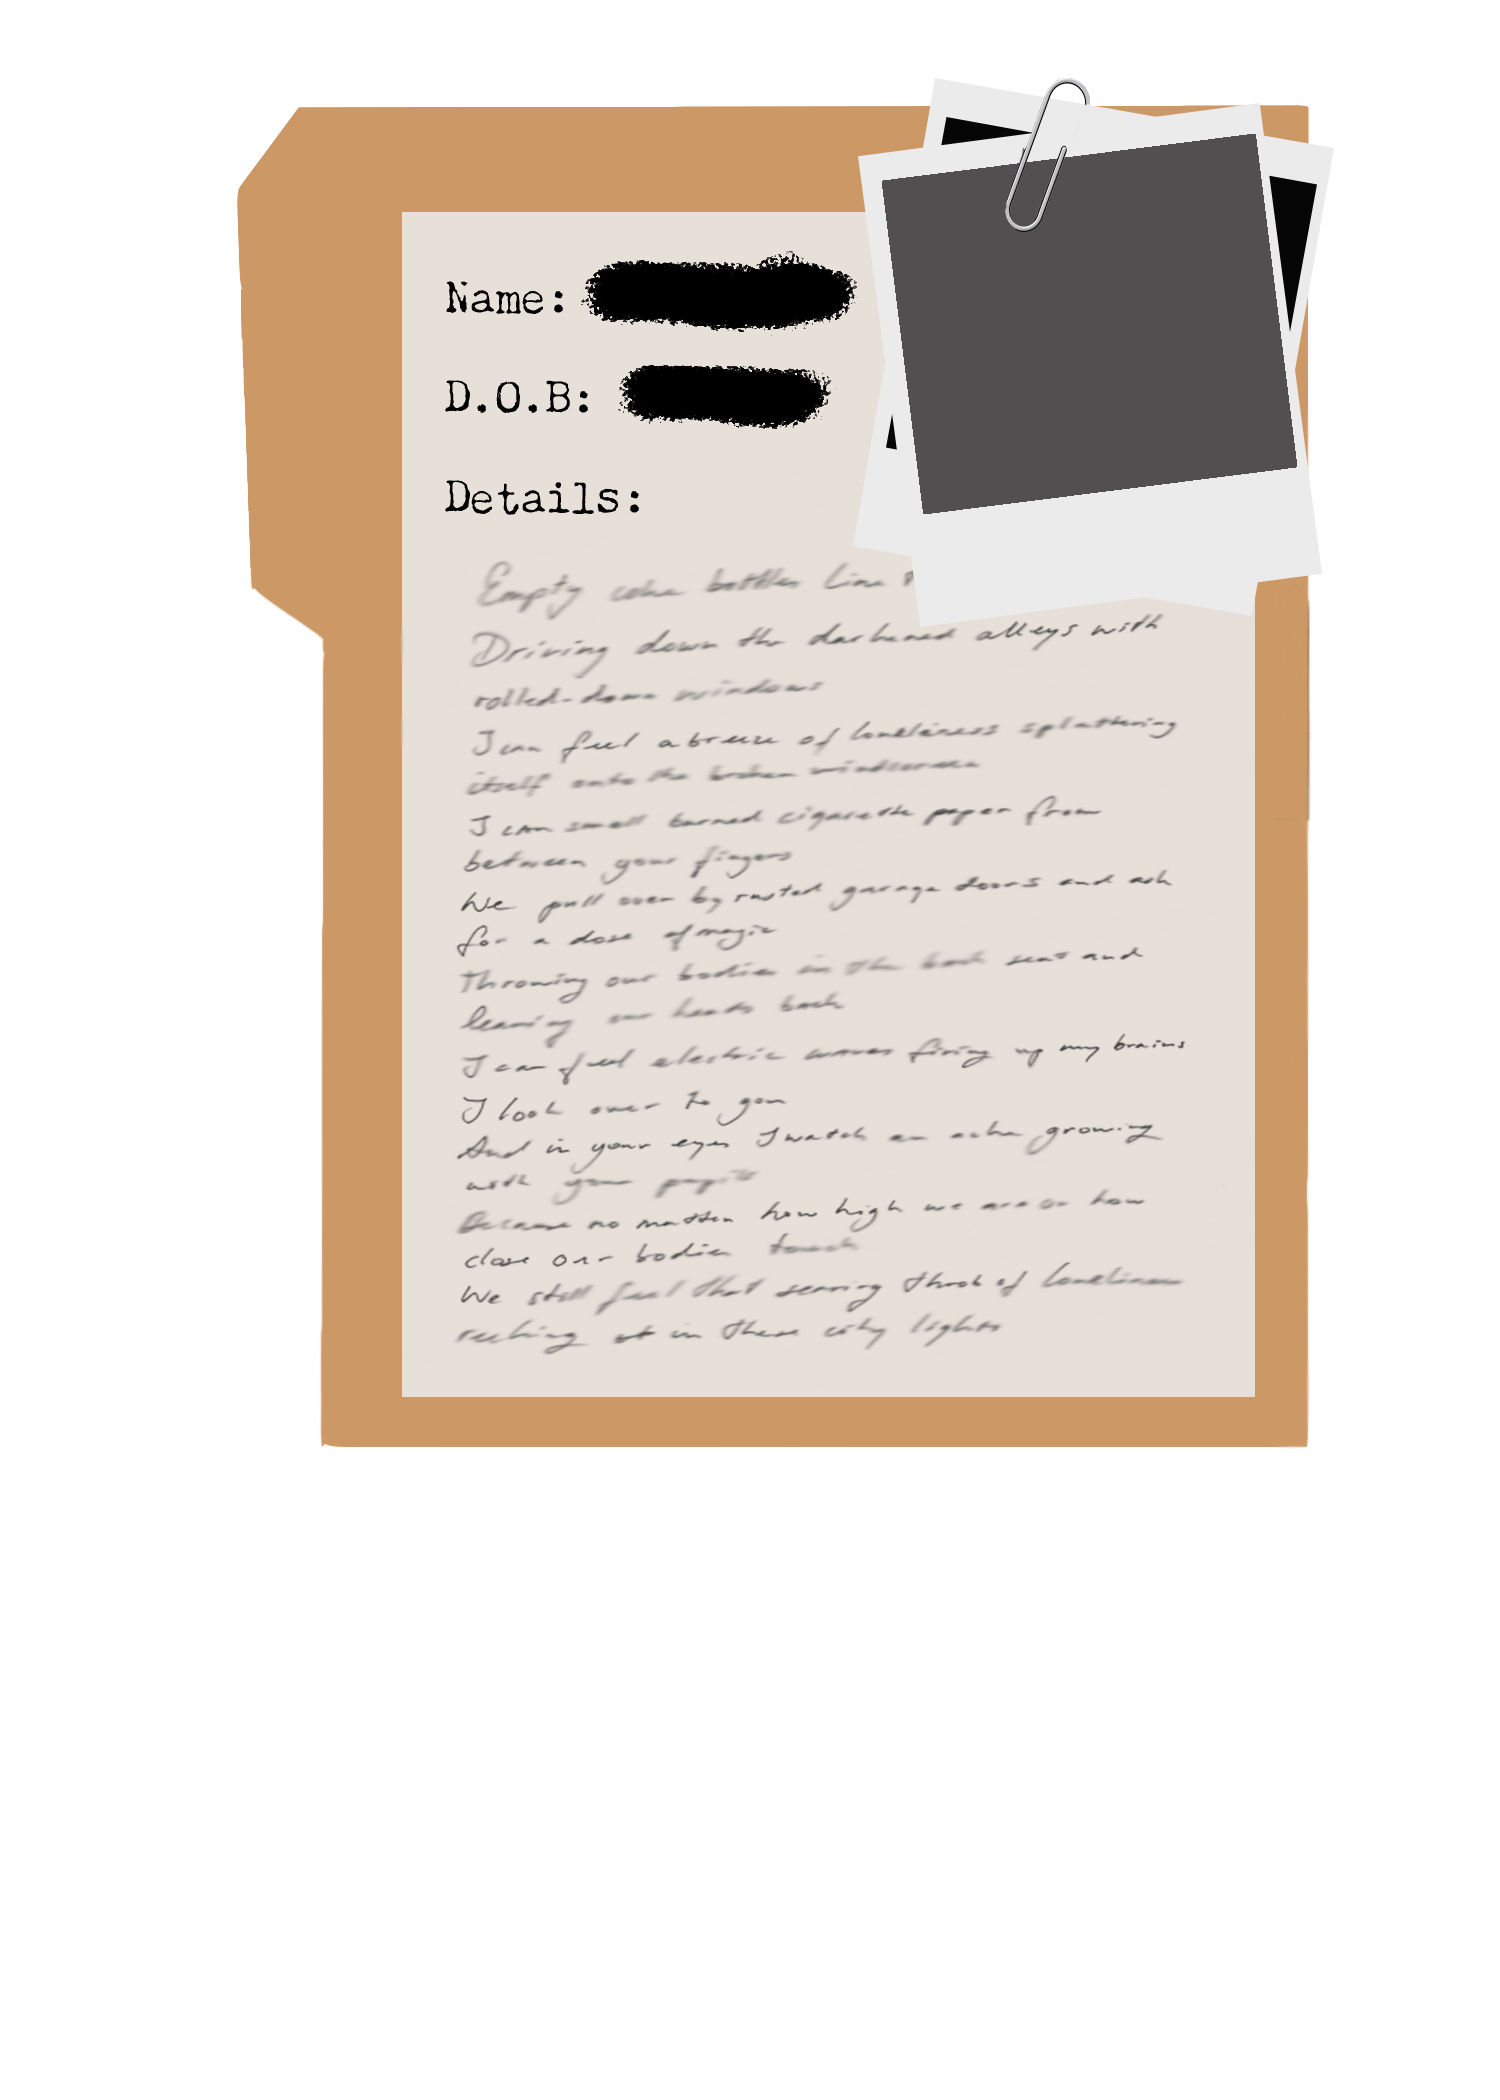 Name:
D.O.B:
Details:
Empty coke bottles line
Driving down the darkened alleys with
rolled-down windows
I can feel a breeze of loneliness splattering
itself onto the broken windscreen
I can smell burned cigarette paper from
between your fingers
We pull over by rusted garage doors and ask
for a dose of magic
Throwing our bodies in the back seat and
leaning our heads back
I can feel electric waves firing up my brains
I look over to you
And in your eyes I watch an ache growing
with your pupils
Because no matter how high we are or how
close our bodies touch
We still feel that searing throb of loneliness
reeking in these city lights